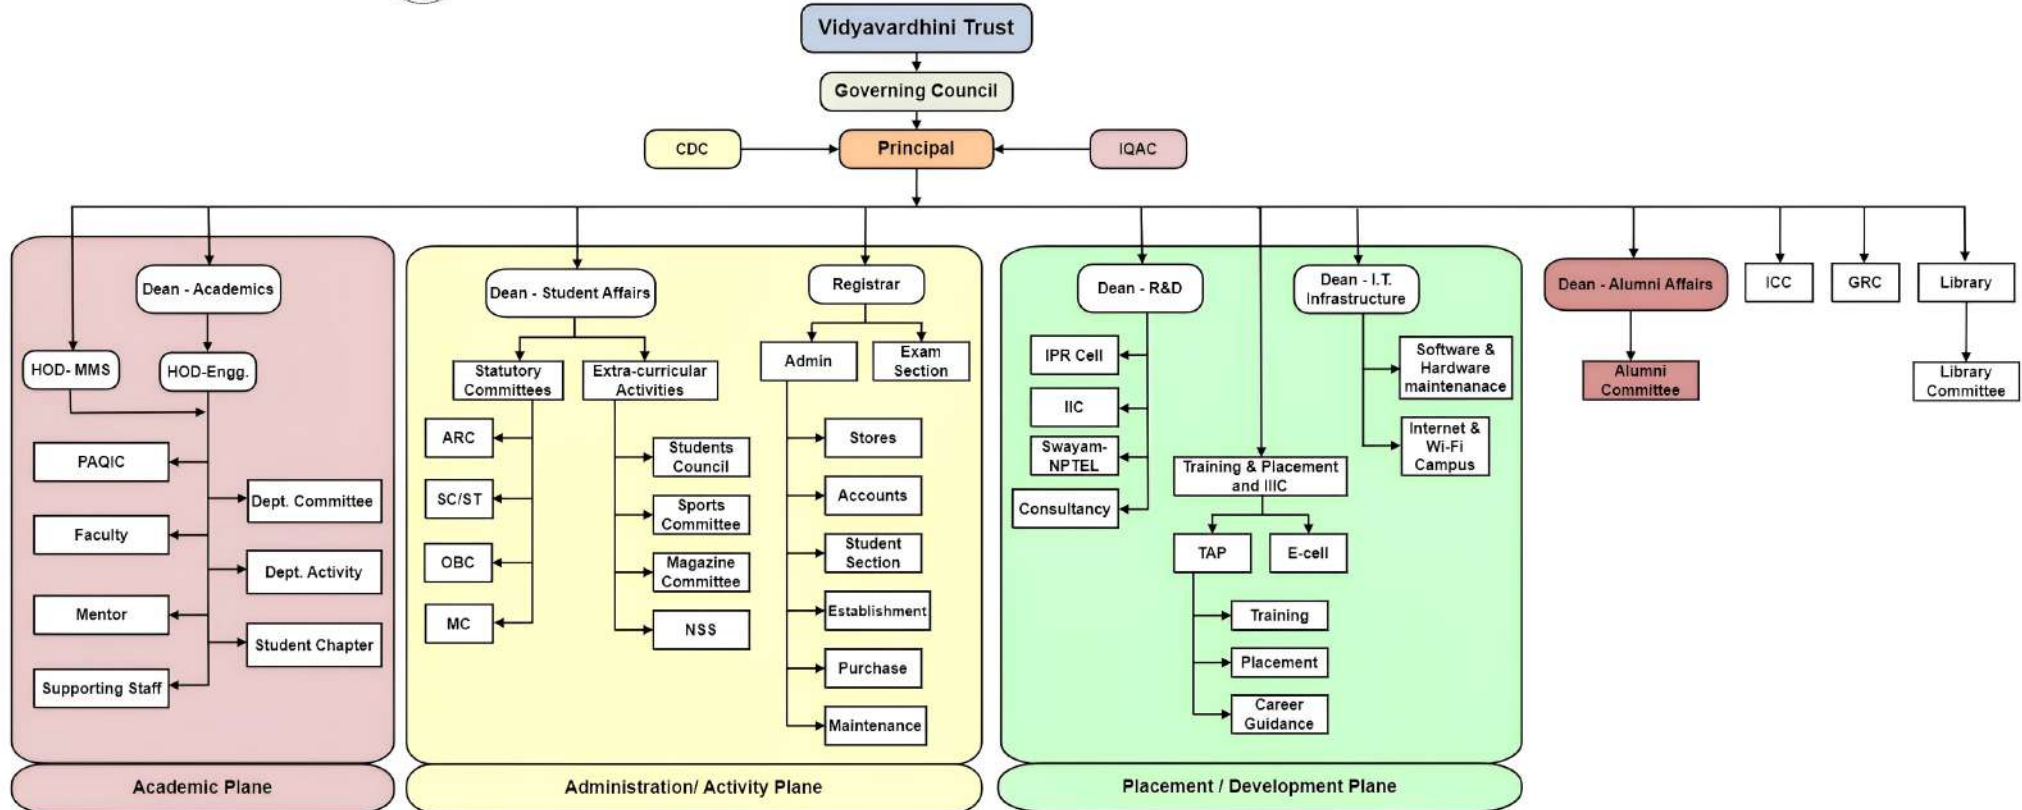 Vidyavardhini Trust
Governing Council
CDC
Principal
IQAC
Dean - Academics
HOD- MMS
HOD-Engg.
PAQIC
Dept. Committee
Faculty
Dept. Activity
Mentor
Student Chapter
Supporting Staff
Academic Plane
Dean - Student Affairs
Statutory
Committees
Extra-curricular
Activities
ARC
SC/ST
OBC
MC
Students
Council
Sports
Committee
Magazine
Committee
NSS
Registrar
Admin
Exam
Section
Stores
Accounts
Student
Section
Establishment
Purchase
Maintenance
Administration/ Activity Plane
Dean - R&D
IPR Cell
IIC
Swayam-
NPTEL
Consultancy
Training & Placement
and IIIC
TAP
E-cell
Training
Placement
Career
Guidance
Dean - I.T.
Infrastructure
Software &
Hardware
maintenanace
Internet &
Wi-Fi
Campus
Placement / Development Plane
Dean - Alumni Affairs
Alumni
Committee
ICC
GRC
Library
Library
Committee